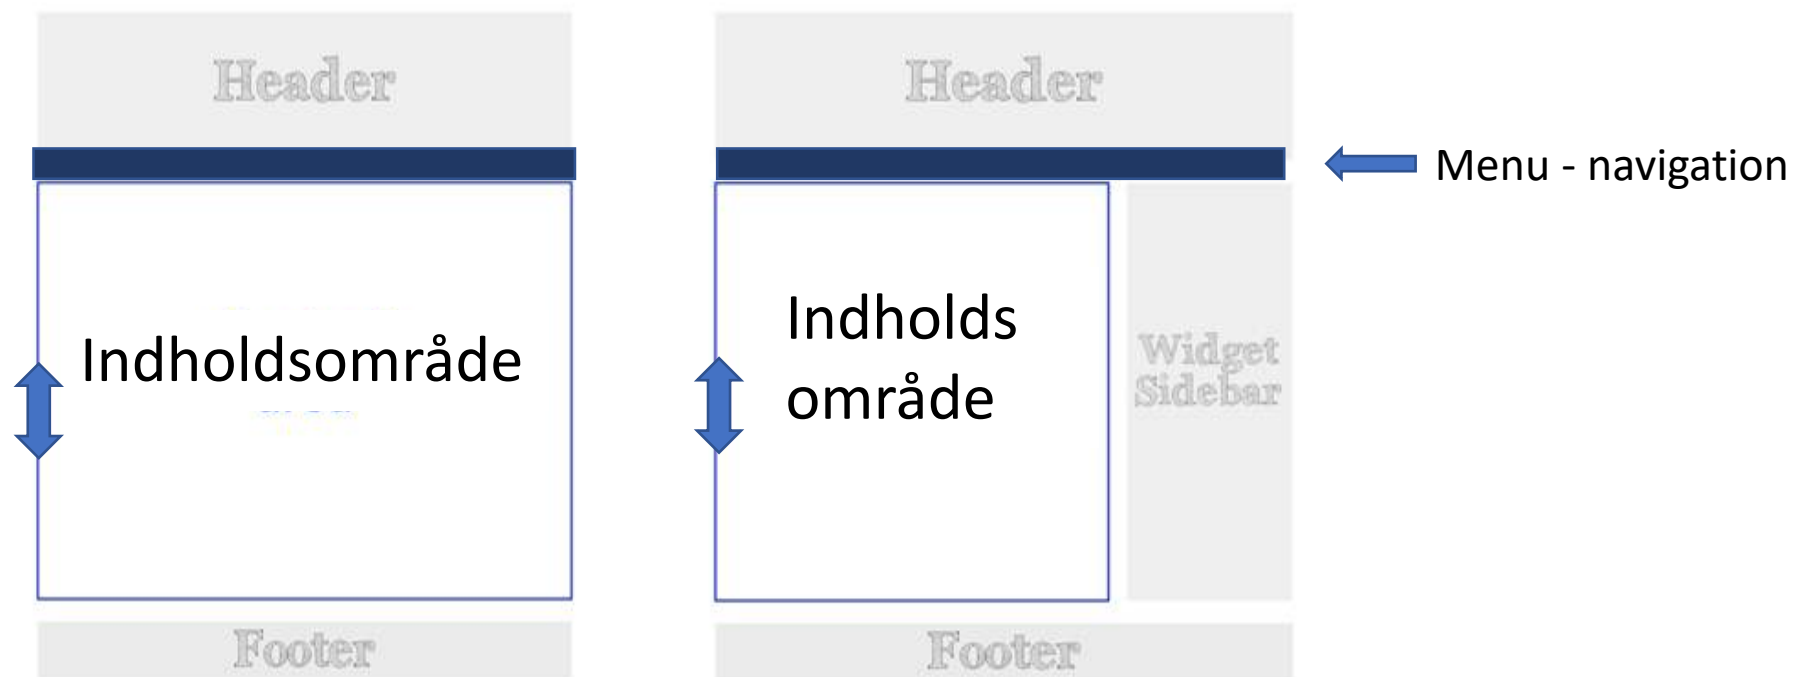 Header
Header
Menu - navigation
Indholdsområde
Indholds
område
Widget
Sidebar
Footer
Footer